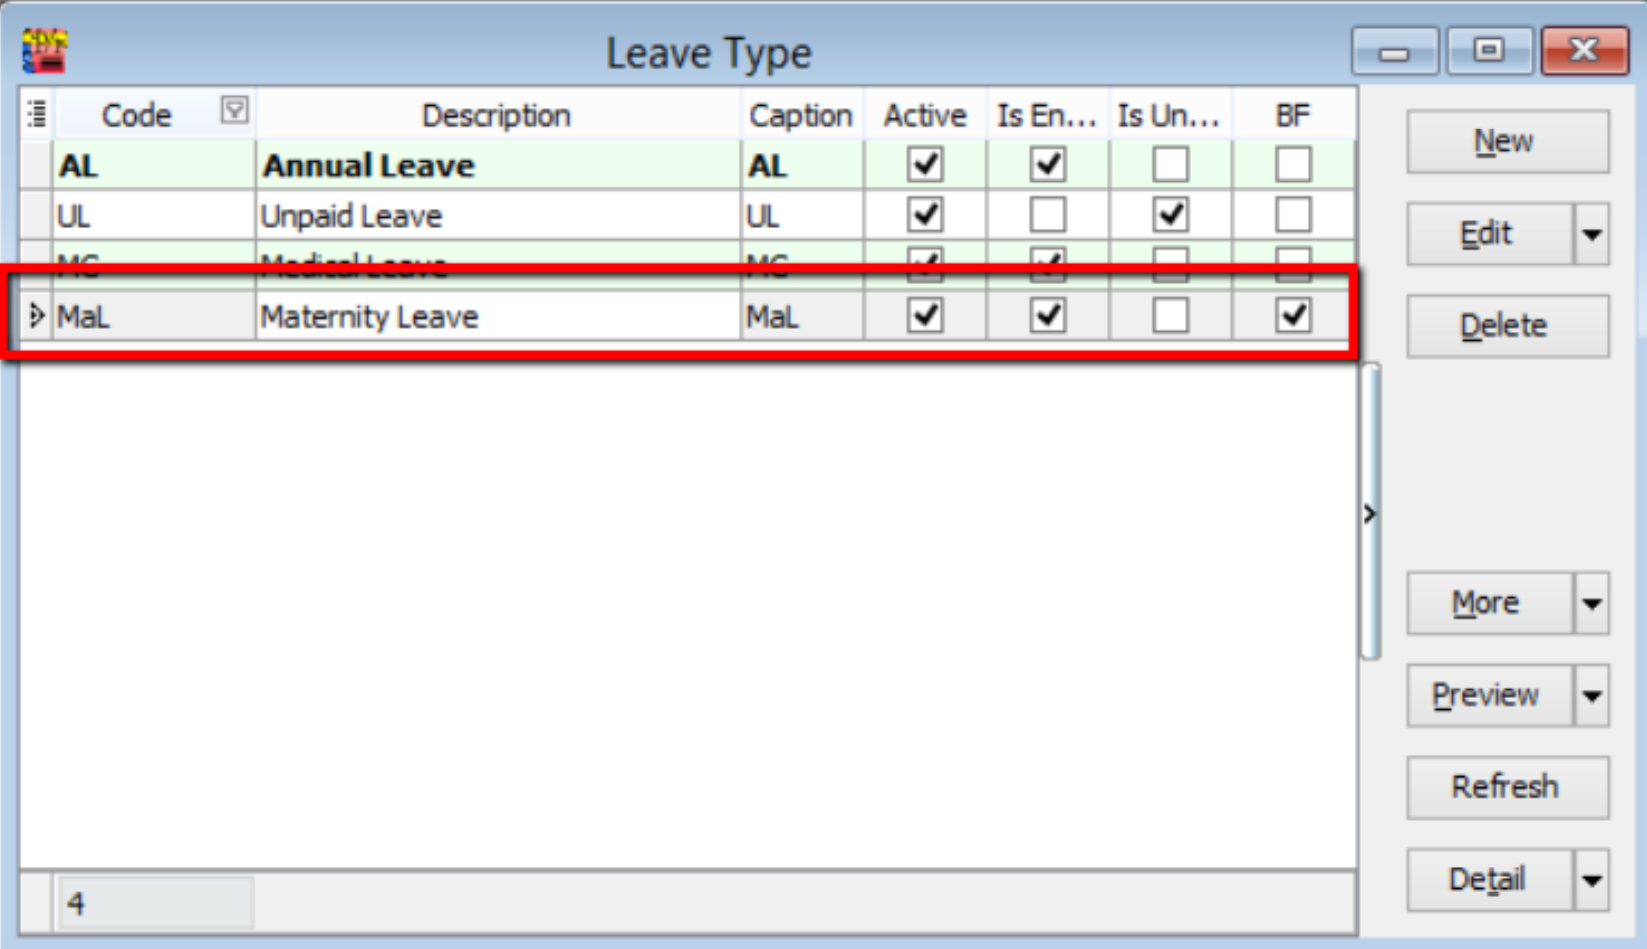 Leave Type
Code Description Caption Active Is En... Is Un... BF
AL Annual Leave AL
UL Unpaid Leave UL
MC Medical Leave MC
MaL Maternity Leave MaL
4
New
Edit
Delete
More
Preview
Refresh
Detail